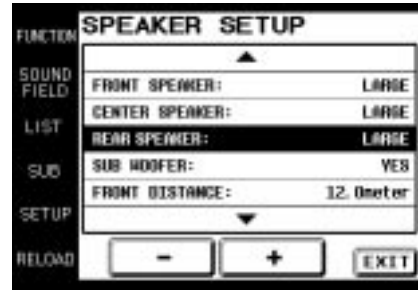 SPEAKER SETUP
FUNCTION
SOUND
FIELD
LIST
SUB
SETUP
RELOAD
▲
FRONT SPEAKER: LARGE
CENTER SPEAKER: LARGE
REAR SPEAKER: LARGE
SUB WOOFER: YES
FRONT DISTANCE: 12.0meter
▼
- + EXIT